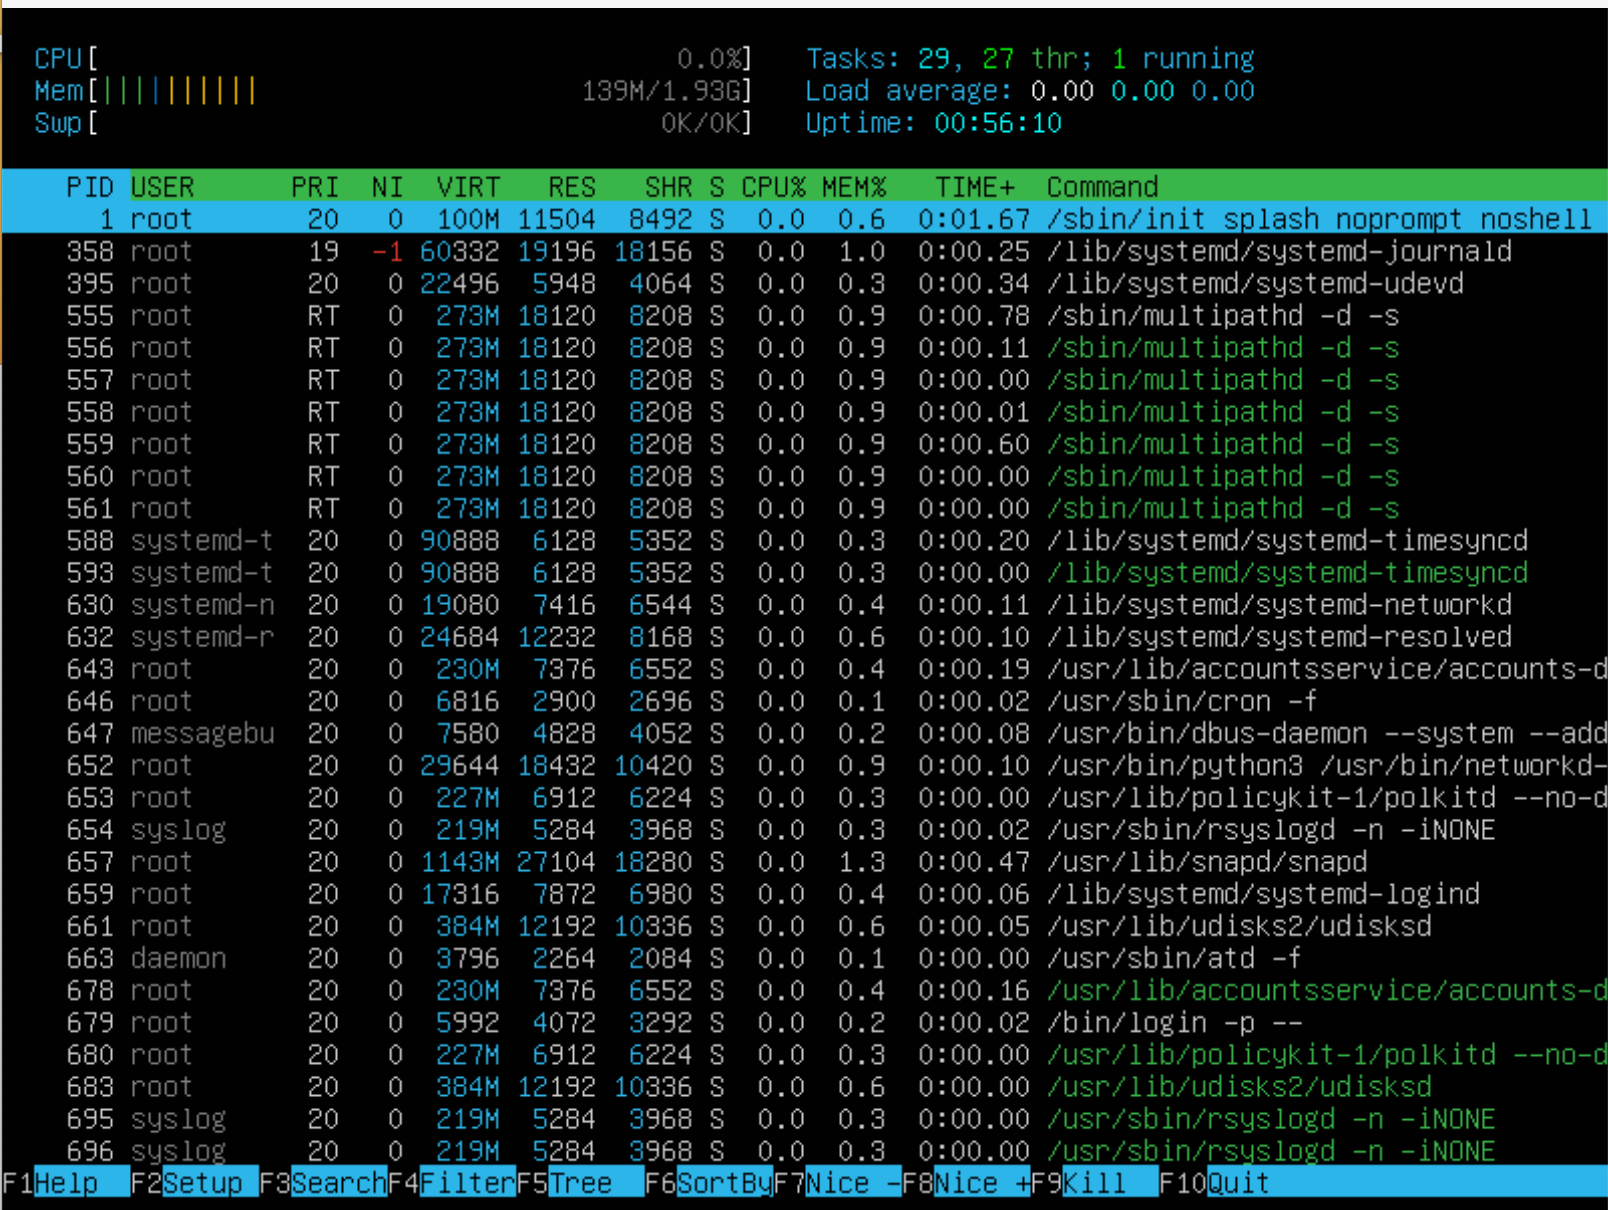 CPU[ 0.0%] Tasks: 29, 27 thr; 1 running
Mem[|||||||||| 139M/1.93G] Load average: 0.00 0.00 0.00
Swp[ 0K/0K] Uptime: 00:56:10
PID USER PRI NI VIRT RES SHR S CPU% MEM% TIME+ Command
1 root 20 0 100M 11504 8492 S 0.0 0.6 0:01.67 /sbin/init splash noprompt noshell
358 root 19 -1 60332 19196 18156 S 0.0 1.0 0:00.25 /lib/systemd/systemd-journald
395 root 20 0 22496 5948 4064 S 0.0 0.3 0:00.34 /lib/systemd/systemd-udevd
555 root RT 0 273M 18120 8208 S 0.0 0.9 0:00.78 /sbin/multipathd -d -s
556 root RT 0 273M 18120 8208 S 0.0 0.9 0:00.11 /sbin/multipathd -d -s
557 root RT 0 273M 18120 8208 S 0.0 0.9 0:00.00 /sbin/multipathd -d -s
558 root RT 0 273M 18120 8208 S 0.0 0.9 0:00.01 /sbin/multipathd -d -s
559 root RT 0 273M 18120 8208 S 0.0 0.9 0:00.60 /sbin/multipathd -d -s
560 root RT 0 273M 18120 8208 S 0.0 0.9 0:00.00 /sbin/multipathd -d -s
561 root RT 0 273M 18120 8208 S 0.0 0.9 0:00.00 /sbin/multipathd -d -s
588 systemd-t 20 0 90888 6128 5352 S 0.0 0.3 0:00.20 /lib/systemd/systemd-timesyncd
593 systemd-t 20 0 90888 6128 5352 S 0.0 0.3 0:00.00 /lib/systemd/systemd-timesyncd
630 systemd-n 20 0 19080 7416 6544 S 0.0 0.4 0:00.11 /lib/systemd/systemd-networkd
632 systemd-r 20 0 24684 12232 8168 S 0.0 0.6 0:00.10 /lib/systemd/systemd-resolved
643 root 20 0 230M 7376 6552 S 0.0 0.4 0:00.19 /usr/lib/accountsservice/accounts-d
646 root 20 0 6816 2900 2696 S 0.0 0.1 0:00.02 /usr/sbin/cron -f
647 messagebu 20 0 7580 4828 4052 S 0.0 0.2 0:00.08 /usr/bin/dbus-daemon --system --add
652 root 20 0 29644 18432 10420 S 0.0 0.9 0:00.10 /usr/bin/python3 /usr/bin/networkd-
653 root 20 0 227M 6912 6224 S 0.0 0.3 0:00.00 /usr/lib/policykit-1/polkitd --no-d
654 syslog 20 0 219M 5284 3968 S 0.0 0.3 0:00.02 /usr/sbin/rsyslogd -n -iNONE
657 root 20 0 1143M 27104 18280 S 0.0 1.3 0:00.47 /usr/lib/snapd/snapd
659 root 20 0 17316 7872 6980 S 0.0 0.4 0:00.06 /lib/systemd/systemd-logind
661 root 20 0 384M 12192 10336 S 0.0 0.6 0:00.05 /usr/lib/udisks2/udisksd
663 daemon 20 0 3796 2264 2084 S 0.0 0.1 0:00.00 /usr/sbin/atd -f
678 root 20 0 230M 7376 6552 S 0.0 0.4 0:00.16 /usr/lib/accountsservice/accounts-d
679 root 20 0 5992 4072 3292 S 0.0 0.2 0:00.02 /bin/login -p --
680 root 20 0 227M 6912 6224 S 0.0 0.3 0:00.00 /usr/lib/policykit-1/polkitd --no-d
683 root 20 0 384M 12192 10336 S 0.0 0.6 0:00.00 /usr/lib/udisks2/udisksd
695 syslog 20 0 219M 5284 3968 S 0.0 0.3 0:00.00 /usr/sbin/rsyslogd -n -iNONE
696 syslog 20 0 219M 5284 3968 S 0.0 0.3 0:00.00 /usr/sbin/rsyslogd -n -iNONE
F1Help F2Setup F3SearchF4FilterF5Tree F6SortByF7Nice -F8Nice +F9Kill F10Quit